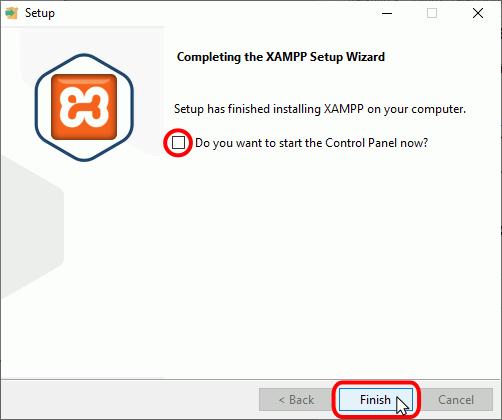 Setup
Completing the XAMPP Setup Wizard
Setup has finished installing XAMPP on your computer.
Do you want to start the Control Panel now?
< Back
Finish
Cancel